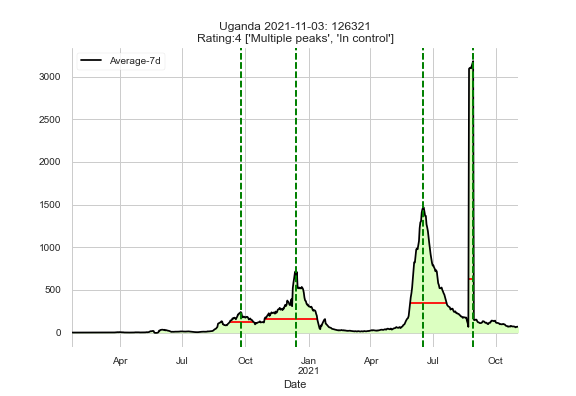 Uganda 2021-11-03: 126321
Rating:4 ['Multiple peaks', 'In control']
Average-7d
3000
2500
2000
1500
1000
500
0
Apr Jul Oct Jan Apr Jul Oct
2021
Date